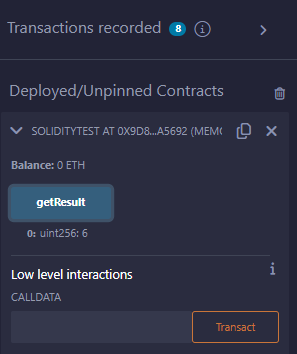 Transactions recorded 8 i
Deployed/Unpinned Contracts
SOLIDITYTEST AT 0X9D8...A5692 (MEMO
Balance: 0 ETH
getResult
0: uint256: 6
Low level interactions i
CALLDATA
Transact